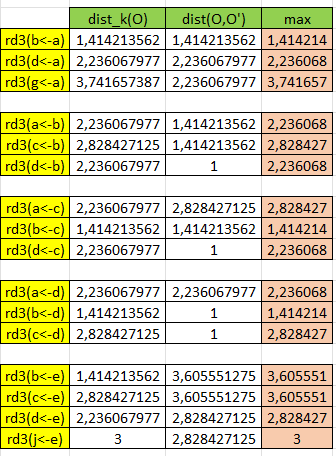 dist_k(O) dist(O,O') max
rd3(b<-a) 1,414213562 1,414213562 1,414214
rd3(d<-a) 2,236067977 2,236067977 2,236068
rd3(g<-a) 3,741657387 2,236067977 3,741657
rd3(a<-b) 2,236067977 1,414213562 2,236068
rd3(c<-b) 2,828427125 1,414213562 2,828427
rd3(d<-b) 2,236067977 1 2,236068
rd3(a<-c) 2,236067977 2,828427125 2,828427
rd3(b<-c) 1,414213562 1,414213562 1,414214
rd3(d<-c) 2,236067977 1 2,236068
rd3(a<-d) 2,236067977 2,236067977 2,236068
rd3(b<-d) 1,414213562 1 1,414214
rd3(c<-d) 2,828427125 1 2,828427
rd3(b<-e) 1,414213562 3,605551275 3,605551
rd3(c<-e) 2,828427125 3,605551275 3,605551
rd3(d<-e) 2,236067977 2,828427125 2,828427
rd3(j<-e) 3 2,828427125 3